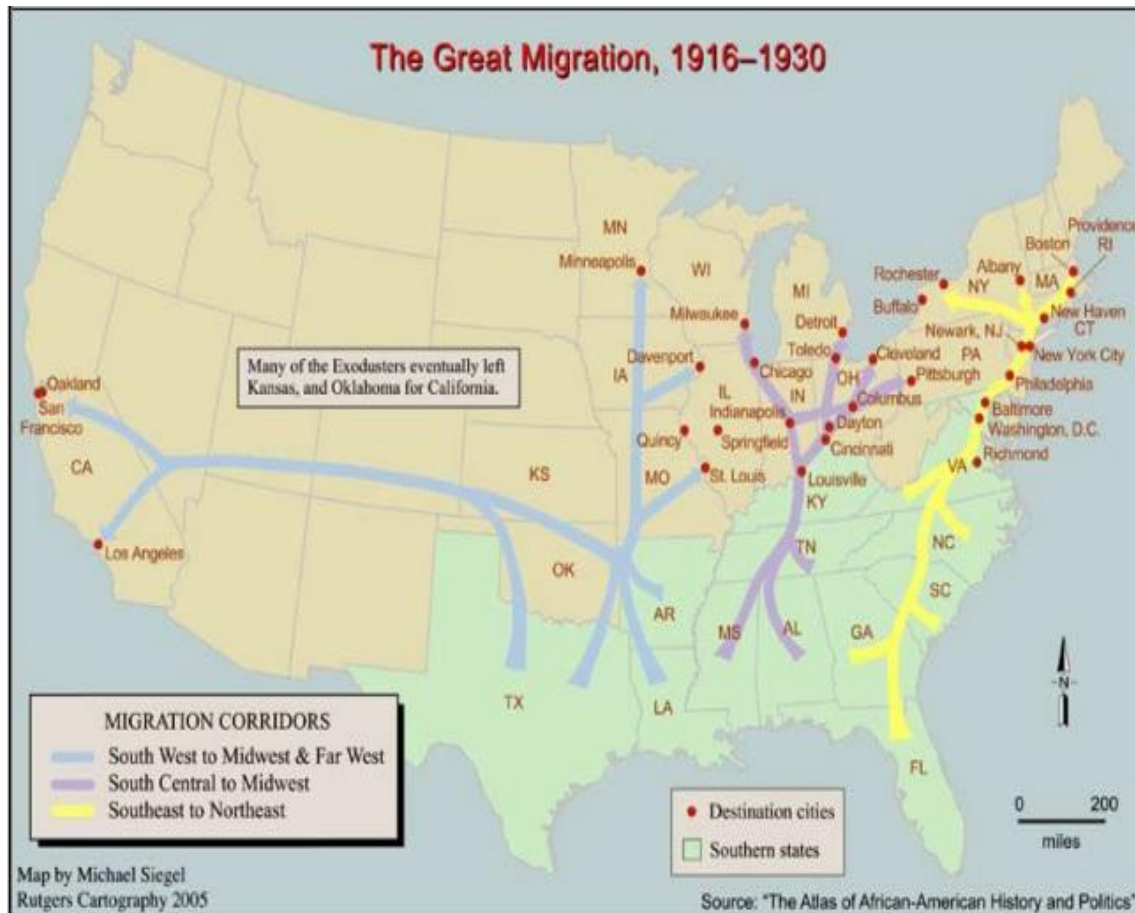 The Great Migration, 1916–1930
MN
Minneapolis
WI
MI
Milwaukee
Detroit
Rochester
Buffalo
Albany
NY
Boston
MA
Providence
RI
New Haven
CT
Newark, NJ
New York City
PA
Philadelphia
Baltimore
Washington, D.C.
Richmond
VA
Davenport
IA
Chicago
Toledo
Cleveland
OH
Pittsburgh
IN
IL
Indianapolis
Columbus
Dayton
Cincinnati
Quincy
Springfield
MO
St. Louis
Louisville
KY
Many of the Exodusters eventually left
Kansas, and Oklahoma for California.
Oakland
San
Francisco
CA
Los Angeles
KS
OK
AR
TN
NC
SC
MS
AL
GA
TX
LA
FL
MIGRATION CORRIDORS
South West to Midwest & Far West
South Central to Midwest
Southeast to Northeast
Destination cities
Southern states
N
0 200
miles
Map by Michael Siegel
Rutgers Cartography 2005
Source: "The Atlas of African-American History and Politics"